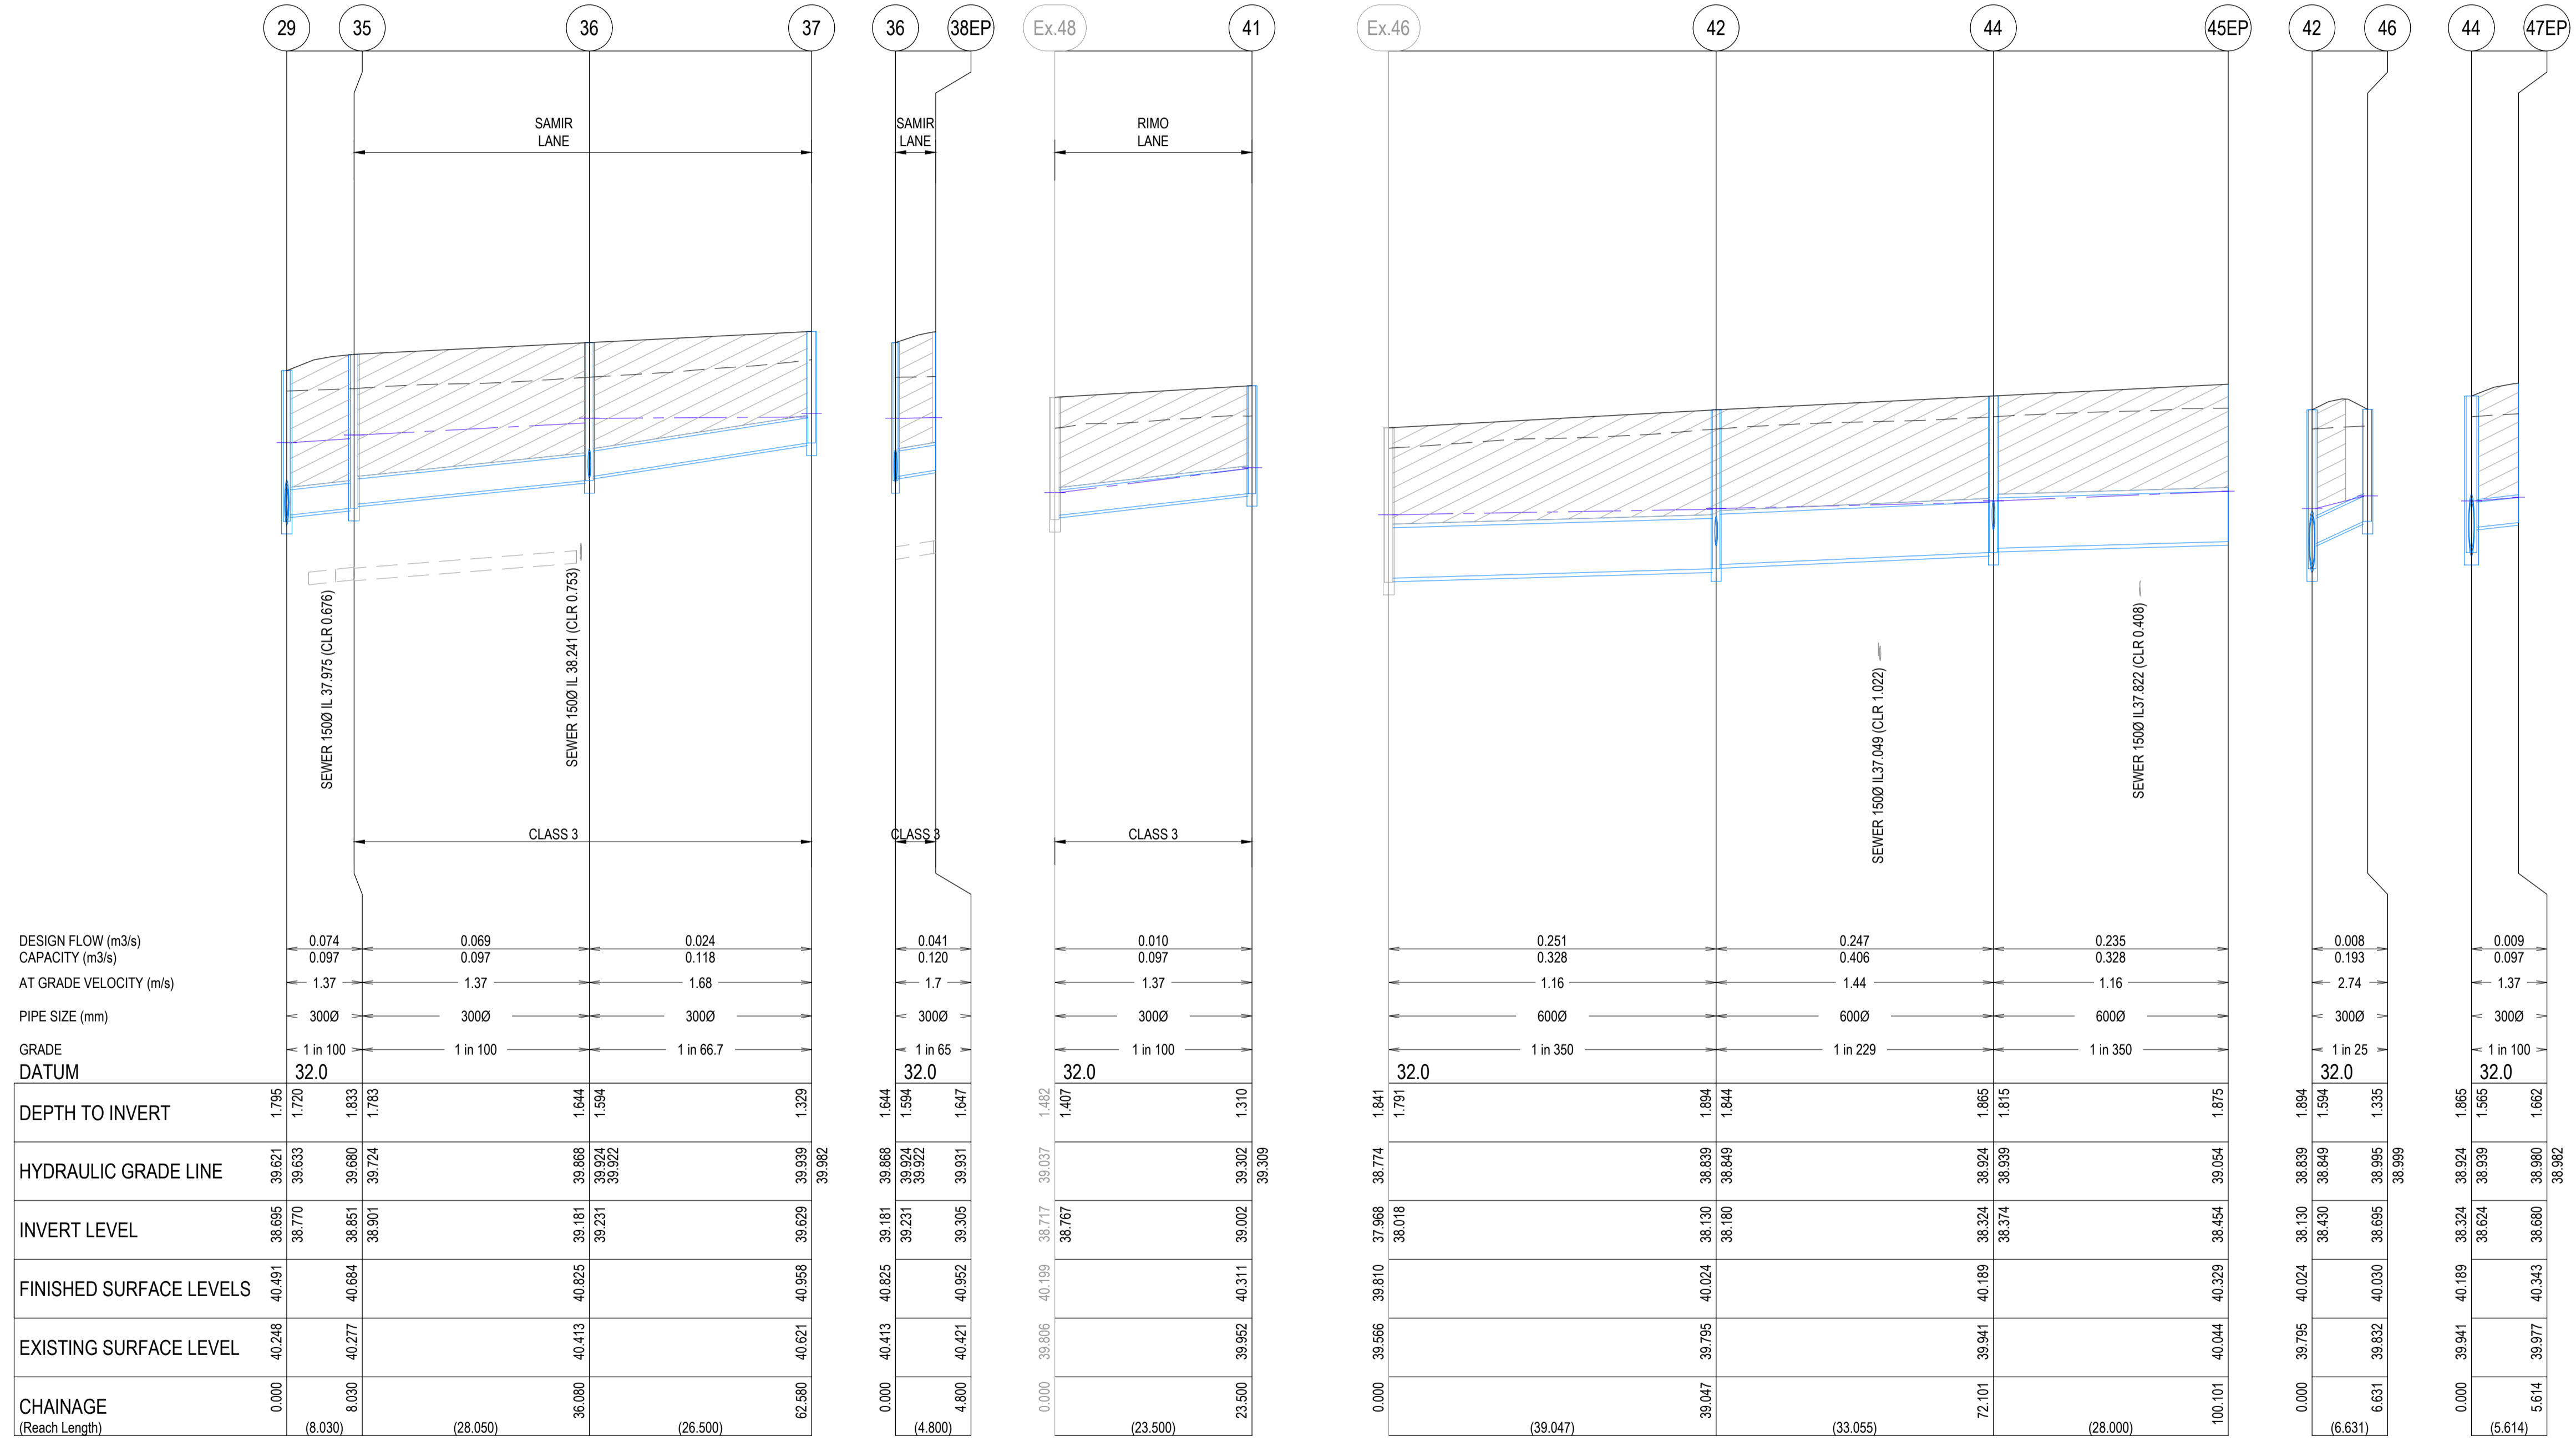 29 35 36 37 36 38EP Ex.48 41 Ex.46 42 44 45EP 42 46 44 47EP
SAMIR SAMIR RIMO
LANE LANE LANE
SEWER 150Ø IL 37.975 (CLR 0.676)
SEWER 150Ø IL 38.241 (CLR 0.753)
SEWER 150Ø IL37.049 (CLR 1.022)
SEWER 150Ø IL37.822 (CLR 0.408)
CLASS 3 CLASS 3 CLASS 3
DESIGN FLOW (m3/s) 0.074 0.069 0.024 0.041 0.010 0.251 0.247 0.235 0.008 0.009
CAPACITY (m3/s) 0.097 0.097 0.118 0.120 0.097 0.328 0.406 0.328 0.193 0.097
AT GRADE VELOCITY (m/s) 1.37 1.37 1.68 1.7 1.37 1.16 1.44 1.16 2.74 1.37
PIPE SIZE (mm) 300Ø 300Ø 300Ø 300Ø 300Ø 600Ø 600Ø 600Ø 300Ø 300Ø
GRADE 1 in 100 1 in 100 1 in 66.7 1 in 65 1 in 100 1 in 350 1 in 229 1 in 350 1 in 25 1 in 100
DATUM 32.0 32.0 32.0 32.0 32.0 32.0
DEPTH TO INVERT 1.795 1.720 1.833 1.783 1.644 1.594 1.329 1.644 1.594 1.647 1.482 1.407 1.310 1.841 1.791 1.894 1.844 1.865 1.815 1.875 1.894 1.594 1.335 1.865 1.565 1.662
HYDRAULIC GRADE LINE 39.621 39.633 39.680 39.724 39.868 39.924 39.922 39.939 39.982 39.868 39.924 39.922 39.931 39.037 39.302 39.309 38.774 38.839 38.849 38.924 38.939 39.054 38.839 38.849 38.995 38.999 38.924 38.939 38.980 38.982
INVERT LEVEL 38.695 38.770 38.851 38.901 39.181 39.231 39.629 39.181 39.231 39.305 38.717 38.767 39.002 37.968 38.018 38.130 38.180 38.324 38.374 38.454 38.130 38.430 38.695 38.324 38.624 38.680
FINISHED SURFACE LEVELS 40.491 40.684 40.825 40.958 40.825 40.952 40.199 40.311 39.810 40.024 40.189 40.329 40.024 40.030 40.189 40.343
EXISTING SURFACE LEVEL 40.248 40.277 40.413 40.621 40.413 40.421 39.806 39.952 39.566 39.795 39.941 40.044 39.795 39.832 39.941 39.977
CHAINAGE 0.000 8.030 36.080 62.580 0.000 4.800 0.000 23.500 0.000 39.047 72.101 100.101 0.000 6.631 0.000 5.614
(Reach Length) (8.030) (28.050) (26.500) (4.800) (23.500) (39.047) (33.055) (28.000) (6.631) (5.614)